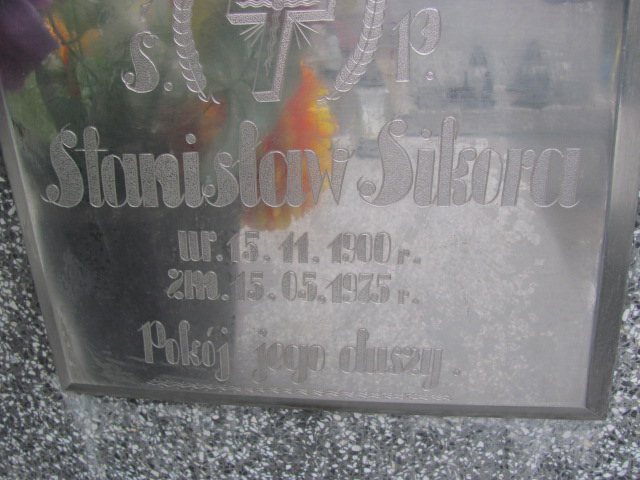 Ś. P.
Stanisław Sikora
ur. 15. 11. 1900 r.
zm. 15. 05. 1975 r.
Pokój jego duszy.